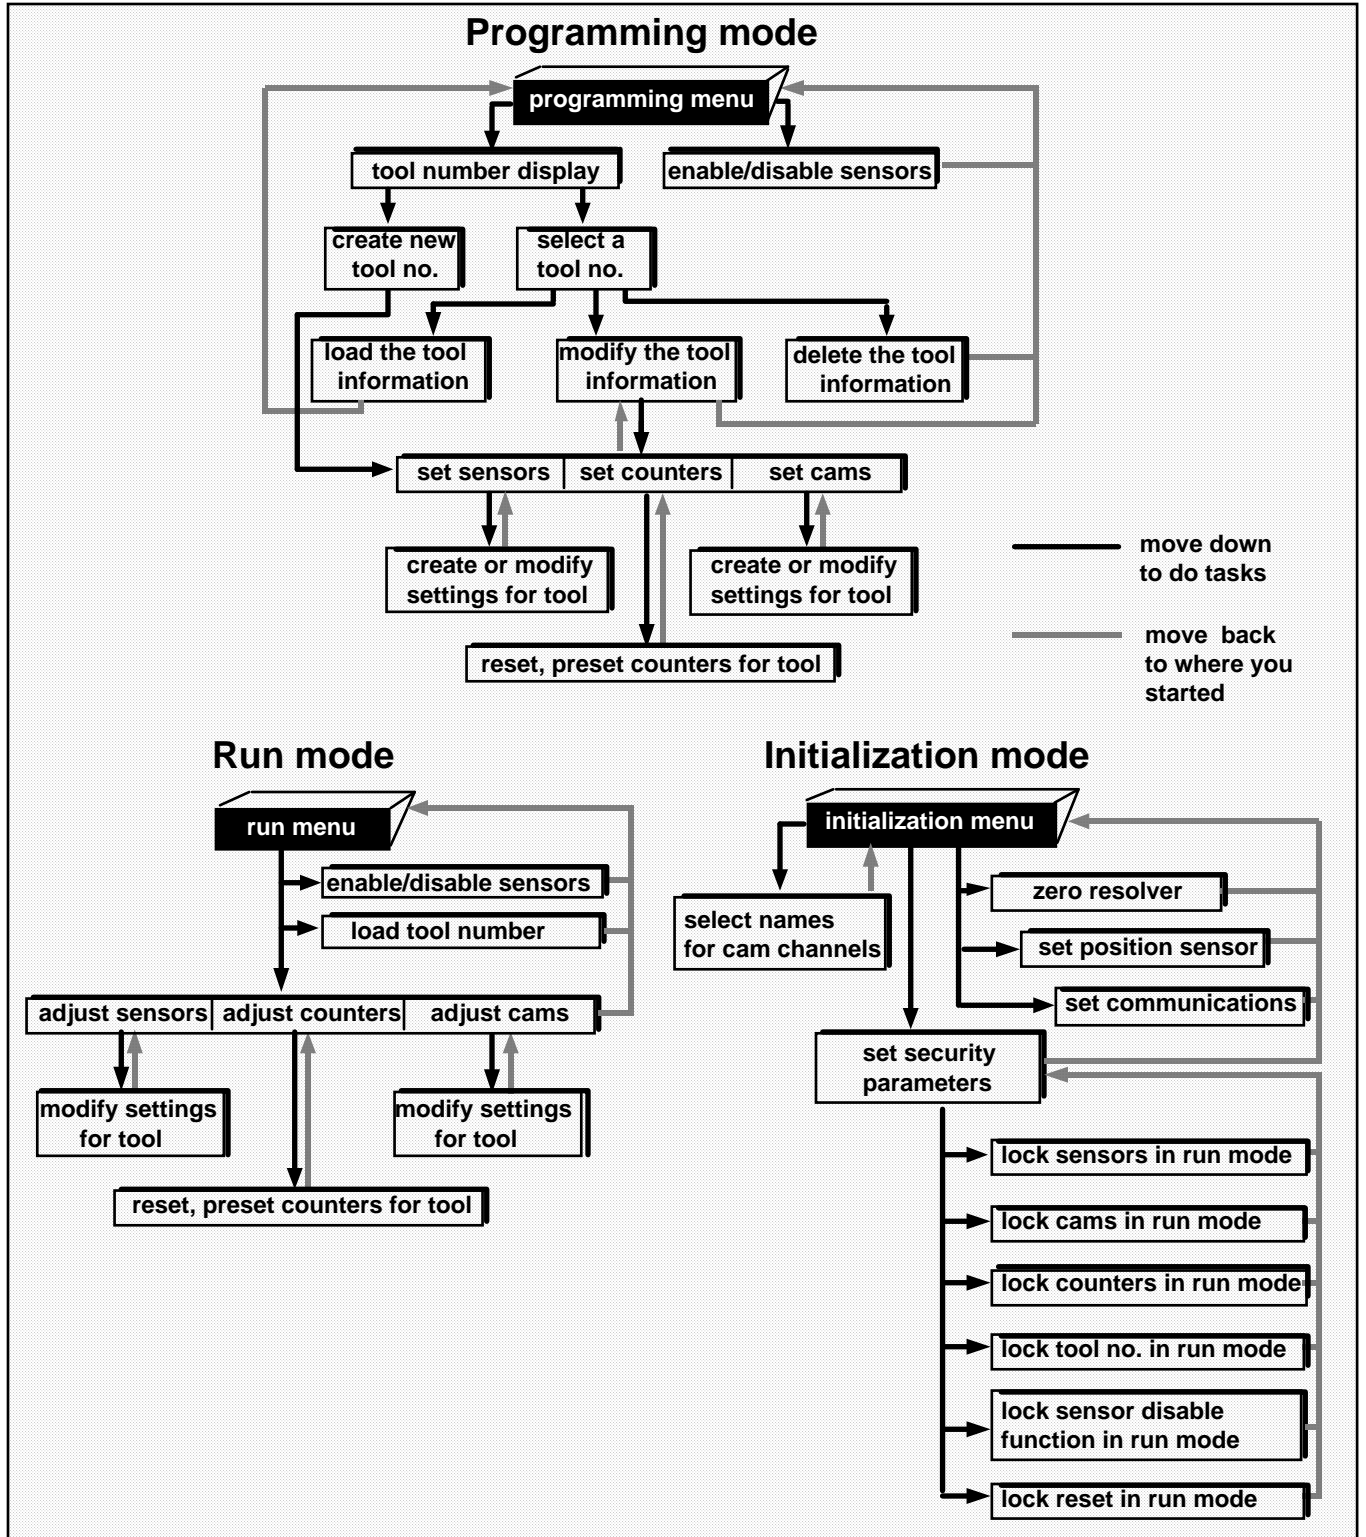 Programming mode
programming menu
tool number display
enable/disable sensors
create new
tool no.
select a
tool no.
load the tool
information
modify the tool
information
delete the tool
information
set sensors
set counters
set cams
create or modify
settings for tool
create or modify
settings for tool
reset, preset counters for tool
move down
to do tasks
move back
to where you
started
Run mode
run menu
enable/disable sensors
load tool number
adjust sensors
adjust counters
adjust cams
modify settings
for tool
modify settings
for tool
reset, preset counters for tool
Initialization mode
initialization menu
select names
for cam channels
zero resolver
set position sensor
set communications
set security
parameters
lock sensors in run mode
lock cams in run mode
lock counters in run mode
lock tool no. in run mode
lock sensor disable
function in run mode
lock reset in run mode